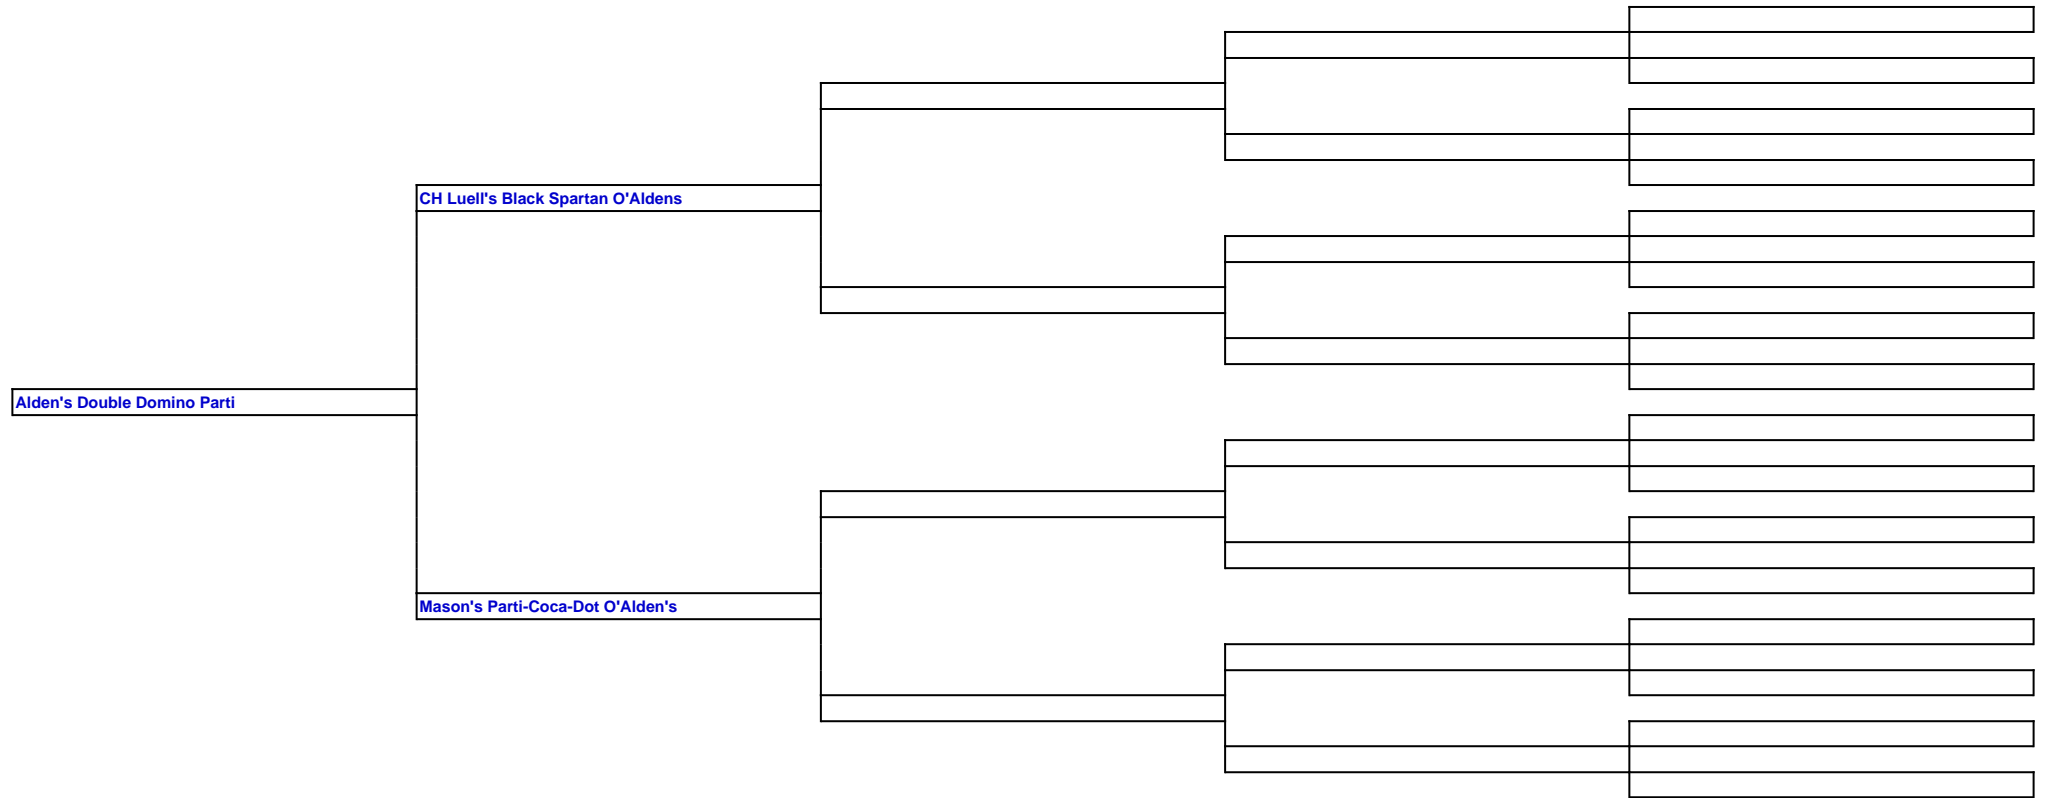 CH Luell's Black Spartan O'Aldens
Alden's Double Domino Parti
Mason's Parti-Coca-Dot O'Alden's